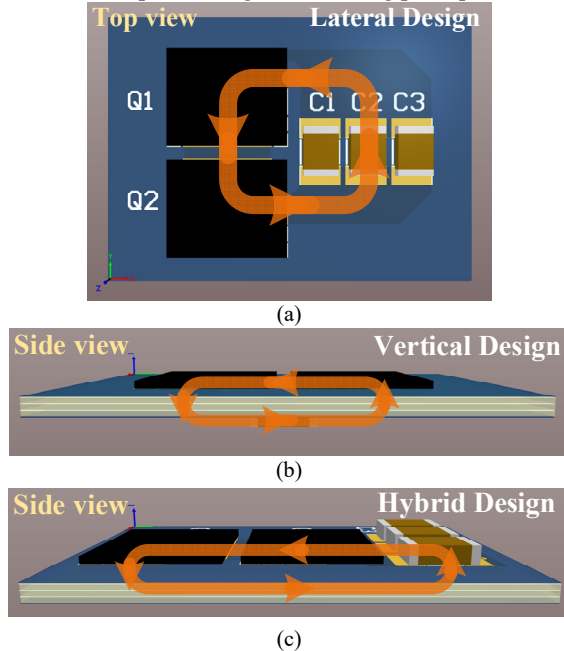 Top view
Lateral Design
Q1
C1 C2 C3
Q2
Y
X
Z
(a)
Side view
Vertical Design
(b)
Side view
Hybrid Design
(c)